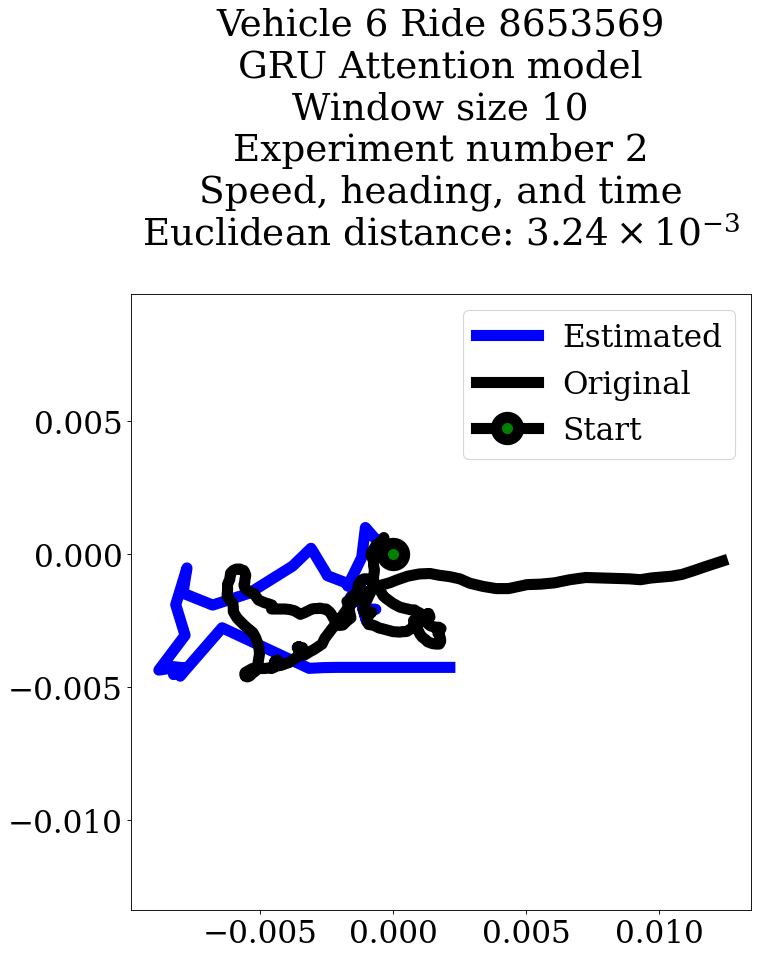 Vehicle 6 Ride 8653569
GRU Attention model
Window size 10
Experiment number 2
Speed, heading, and time
Euclidean distance: 3.24 × 10⁻³
Estimated
Original
Start
0.005
0.000
−0.005
−0.010
−0.005 0.000 0.005 0.010